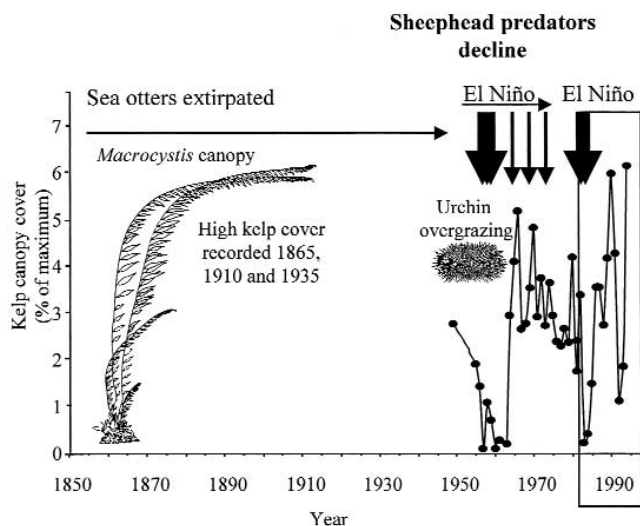 Sheephead predators
decline
Sea otters extirpated
El Niño
El Niño
Macrocystis canopy
High kelp cover
recorded 1865,
1910 and 1935
Urchin
overgrazing
Kelp canopy cover
(% of maximum)
7
6
5
4
3
2
1
0
1850
1870
1890
1910
1930
1950
1970
1990
Year